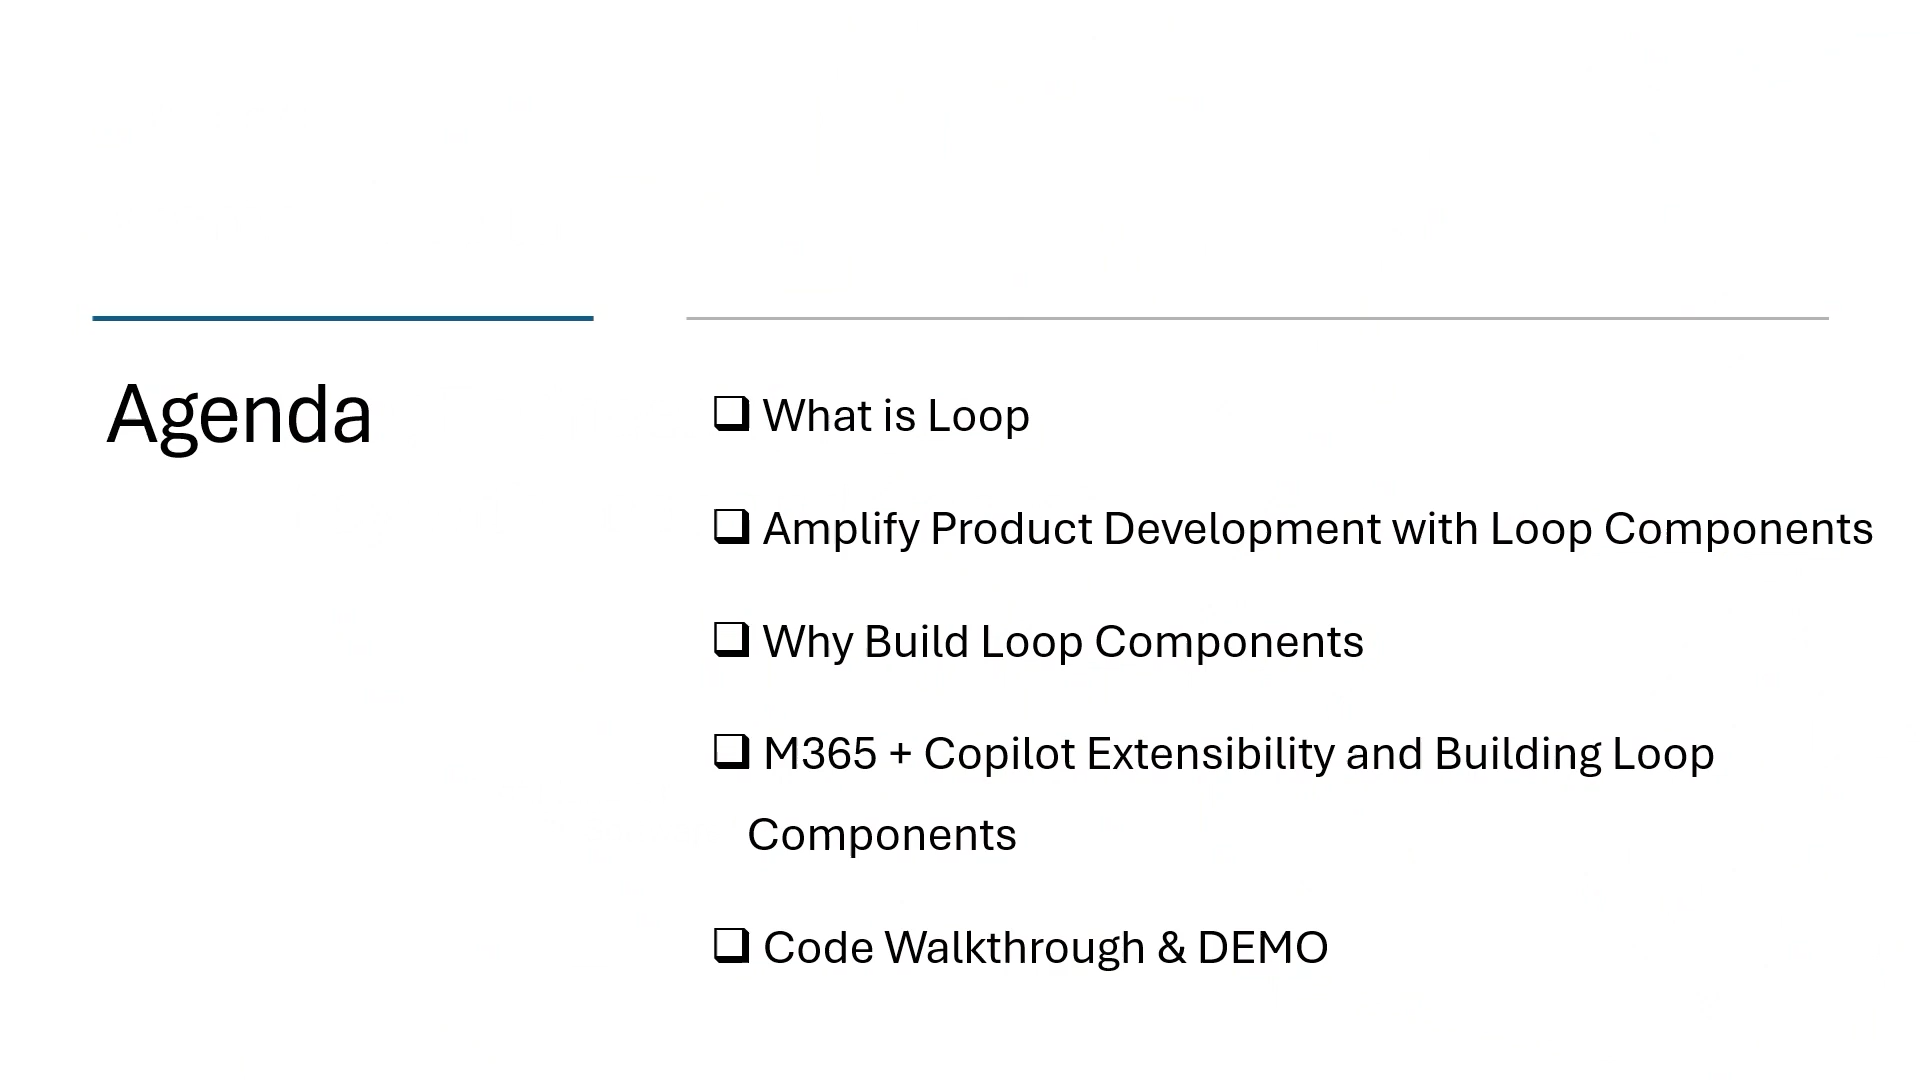 Agenda
❑ What is Loop
❑ Amplify Product Development with Loop Components
❑ Why Build Loop Components
❑ M365 + Copilot Extensibility and Building Loop
Components
❑ Code Walkthrough & DEMO